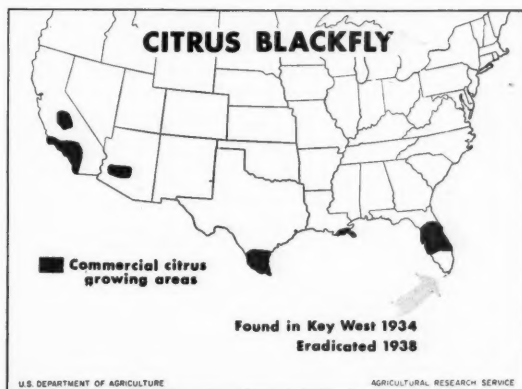 CITRUS BLACKFLY
Commercial citrus
growing areas
Found in Key West 1934
Eradicated 1938
U.S. DEPARTMENT OF AGRICULTURE
AGRICULTURAL RESEARCH SERVICE